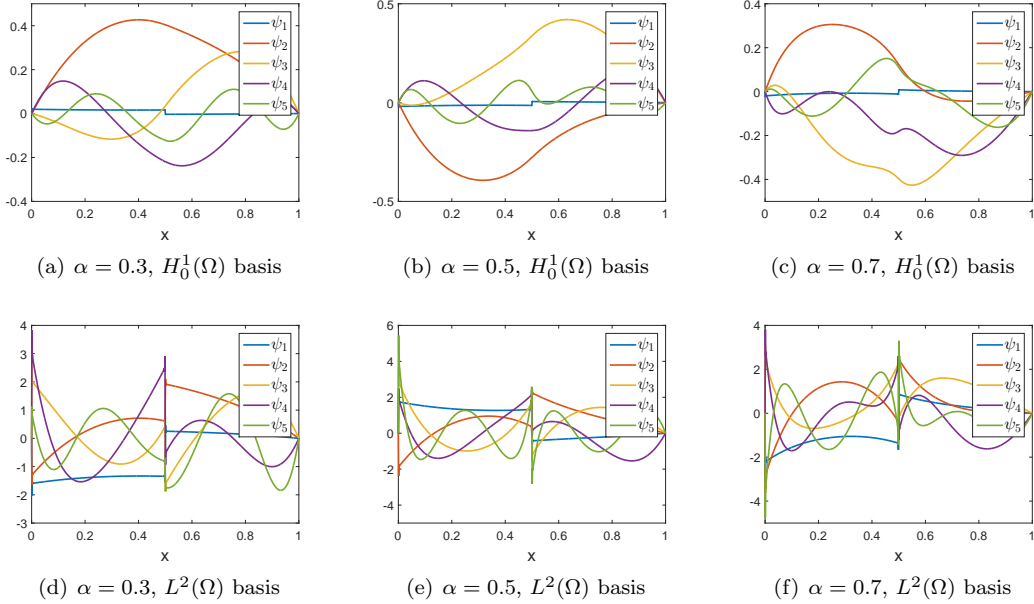 0.4
0.2
0
-0.2
-0.4
0 0.2 0.4 0.6 0.8 1
x
ψ1
ψ2
ψ3
ψ4
ψ5
(a) α = 0.3, H₀¹(Ω) basis
0.5
0
-0.5
0 0.2 0.4 0.6 0.8 1
x
ψ1
ψ2
ψ3
ψ4
ψ5
(b) α = 0.5, H₀¹(Ω) basis
0.4
0.2
0
-0.2
-0.4
0 0.2 0.4 0.6 0.8 1
x
ψ1
ψ2
ψ3
ψ4
ψ5
(c) α = 0.7, H₀¹(Ω) basis
4
3
2
1
0
-1
-2
-3
0 0.2 0.4 0.6 0.8 1
x
ψ1
ψ2
ψ3
ψ4
ψ5
(d) α = 0.3, L²(Ω) basis
6
4
2
0
-2
-4
0 0.2 0.4 0.6 0.8 1
x
ψ1
ψ2
ψ3
ψ4
ψ5
(e) α = 0.5, L²(Ω) basis
4
2
0
-2
-4
0 0.2 0.4 0.6 0.8 1
x
ψ1
ψ2
ψ3
ψ4
ψ5
(f) α = 0.7, L²(Ω) basis